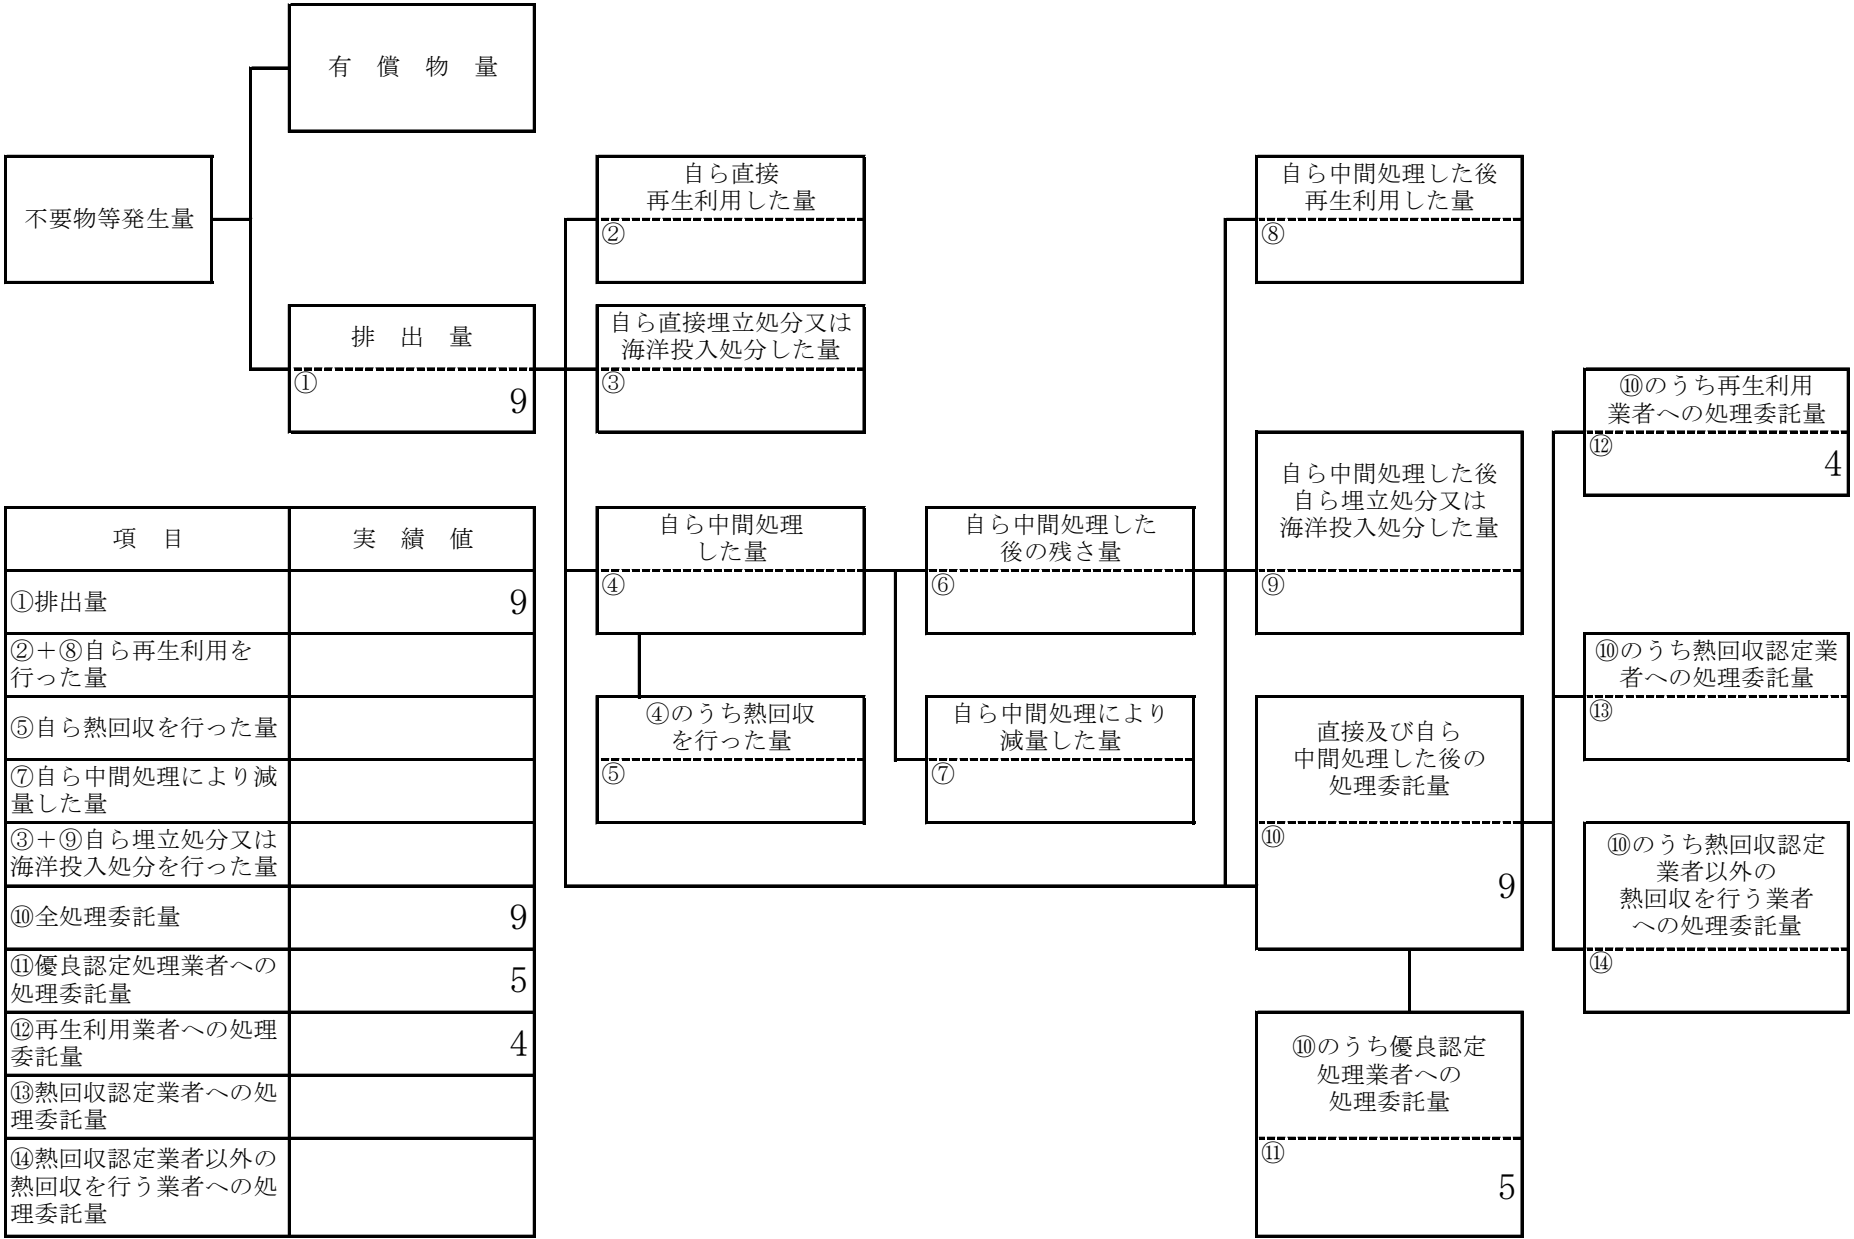 有償物量
不要物等発生量
排出量
①
9
自ら直接
再生利用した量
②
自ら直接埋立処分又は
海洋投入処分した量
③
自ら中間処理
した量
④
④のうち熱回収
を行った量
⑤
自ら中間処理した
後の残さ量
⑥
自ら中間処理により
減量した量
⑦
自ら中間処理した後
再生利用した量
⑧
自ら中間処理した後
自ら埋立処分又は
海洋投入処分した量
⑨
直接及び自ら
中間処理した後の
処理委託量
⑩
9
⑩のうち優良認定
処理業者への
処理委託量
⑪
5
⑩のうち再生利用
業者への処理委託量
⑫
4
⑩のうち熱回収認定業
者への処理委託量
⑬
⑩のうち熱回収認定
業者以外の
熱回収を行う業者
への処理委託量
⑭
項目 実績値
①排出量 9
②＋⑧自ら再生利用を
行った量
⑤自ら熱回収を行った量
⑦自ら中間処理により減
量した量
③＋⑨自ら埋立処分又は
海洋投入処分を行った量
⑩全処理委託量 9
⑪優良認定処理業者への
処理委託量 5
⑫再生利用業者への処理
委託量 4
⑬熱回収認定業者への処
理委託量
⑭熱回収認定業者以外の
熱回収を行う業者への処
理委託量